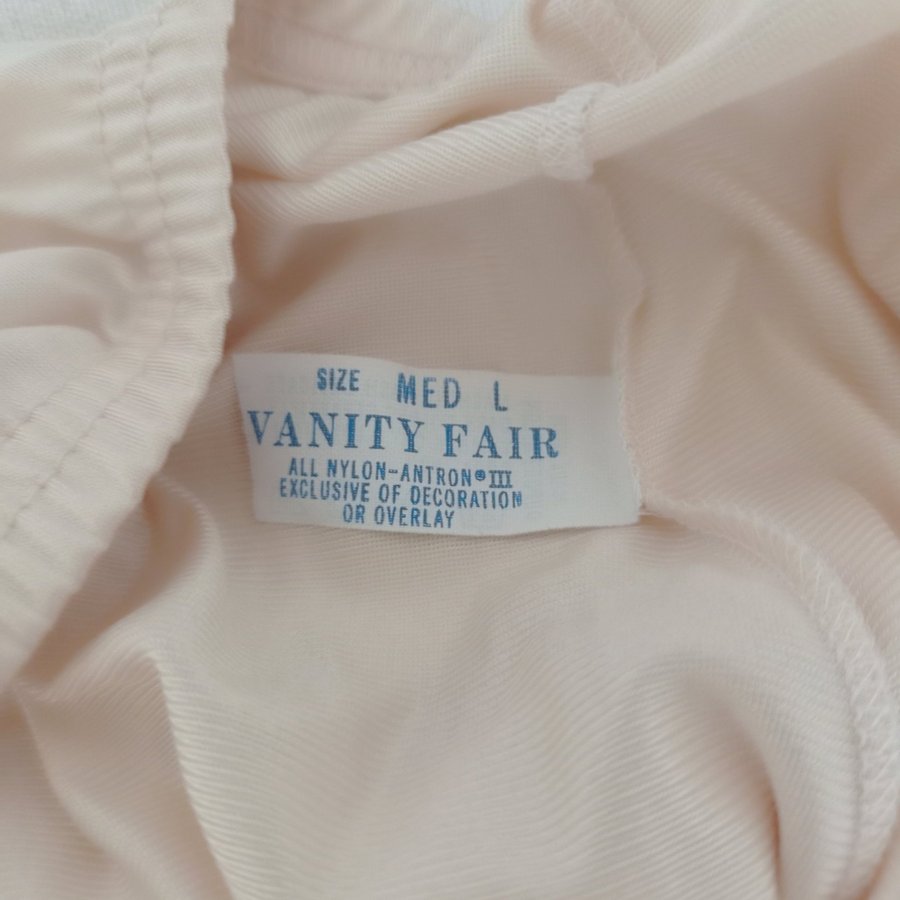 SIZE MED L
VANITY FAIR
ALL NYLON-ANTRON® III
EXCLUSIVE OF DECORATION
OR OVERLAY